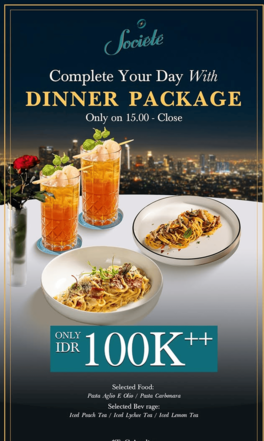 Societe
Complete Your Day With
DINNER PACKAGE
Only on 15.00 - Close
ONLY
IDR
100K++
Selected Food:
Pasta Aglio E Olio / Pasta Carbonara
Selected Bev rage:
Iced Peach Tea / Iced Lychee Tea / Iced Lemon Tea